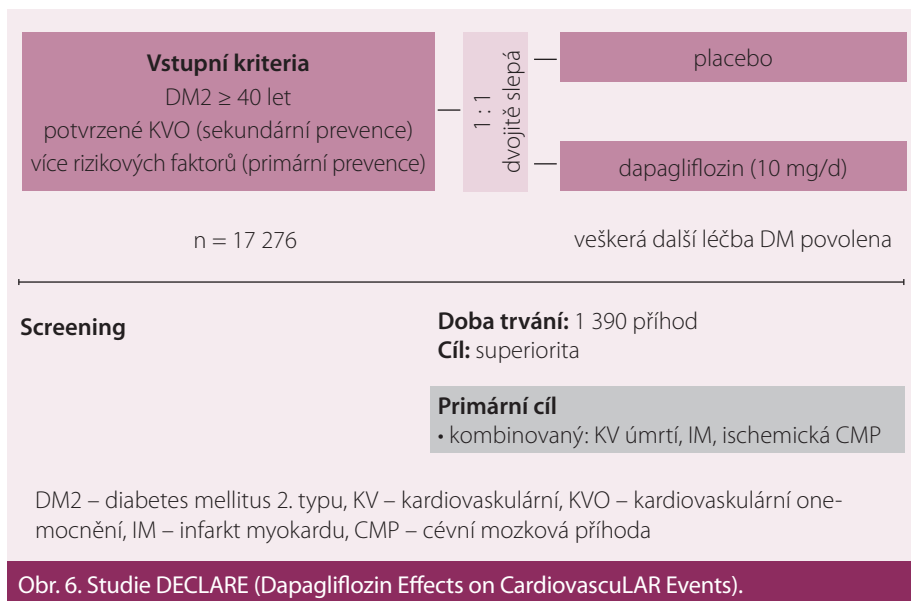 Vstupní kriteria
DM2 ≥ 40 let
potvrzené KVO (sekundární prevence)
více rizikových faktorů (primární prevence)
1 : 1
dvojitě slepá
placebo
dapagliflozin (10 mg/d)
n = 17 276
veškerá další léčba DM povolena
Screening
Doba trvání: 1 390 příhod
Cíl: superiorita
Primární cíl
• kombinovaný: KV úmrtí, IM, ischemická CMP
DM2 – diabetes mellitus 2. typu, KV – kardiovaskulární, KVO – kardiovaskulární one-
mocnění, IM – infarkt myokardu, CMP – cévní mozková příhoda
Obr. 6. Studie DECLARE (Dapagliflozin Effects on CardiovascuLAR Events).